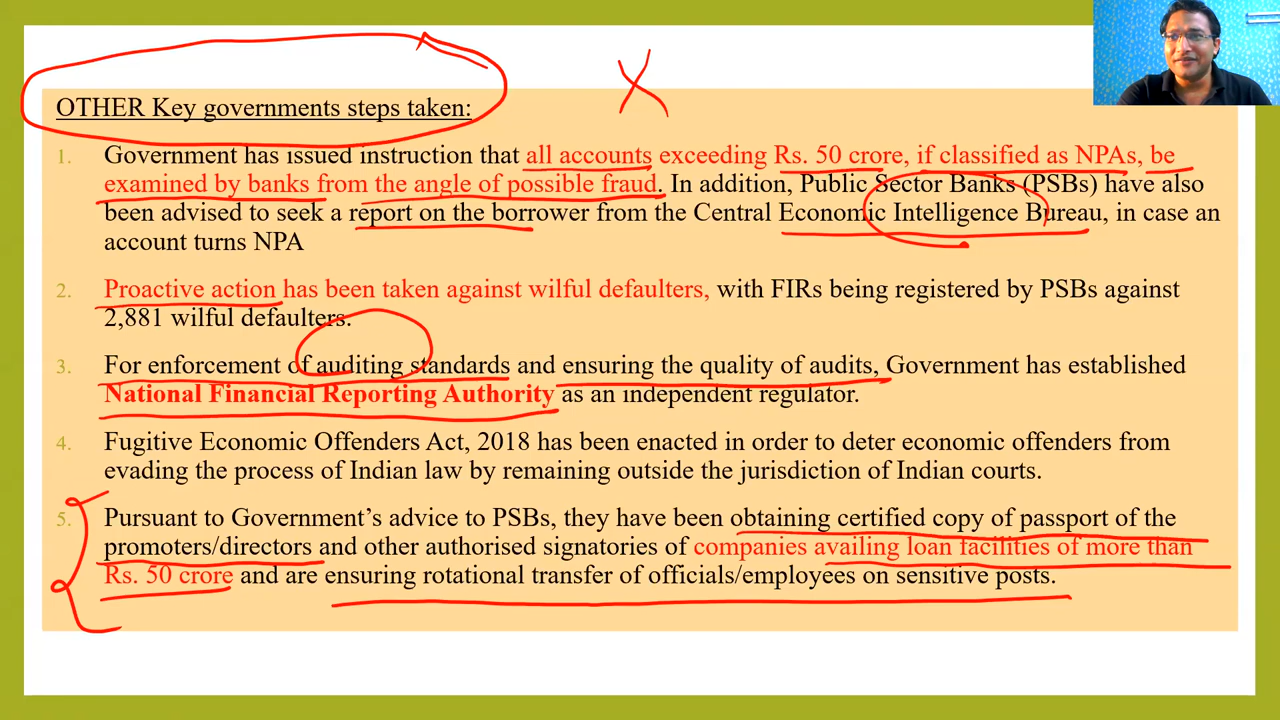 OTHER Key governments steps taken:
X
1. Government has issued instruction that all accounts exceeding Rs. 50 crore, if classified as NPAs, be
examined by banks from the angle of possible fraud. In addition, Public Sector Banks (PSBs) have also
been advised to seek a report on the borrower from the Central Economic Intelligence Bureau, in case an
account turns NPA
2. Proactive action has been taken against wilful defaulters, with FIRs being registered by PSBs against
2,881 wilful defaulters.
3. For enforcement of auditing standards and ensuring the quality of audits, Government has established
National Financial Reporting Authority as an independent regulator.
4. Fugitive Economic Offenders Act, 2018 has been enacted in order to deter economic offenders from
evading the process of Indian law by remaining outside the jurisdiction of Indian courts.
5. Pursuant to Government’s advice to PSBs, they have been obtaining certified copy of passport of the
promoters/directors and other authorised signatories of companies availing loan facilities of more than
Rs. 50 crore and are ensuring rotational transfer of officials/employees on sensitive posts.